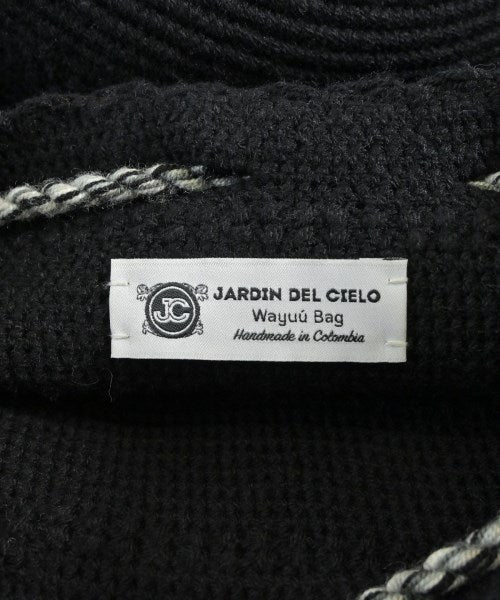 JC
JARDIN DEL CIELO
Wayuú Bag
Handmade in Colombia